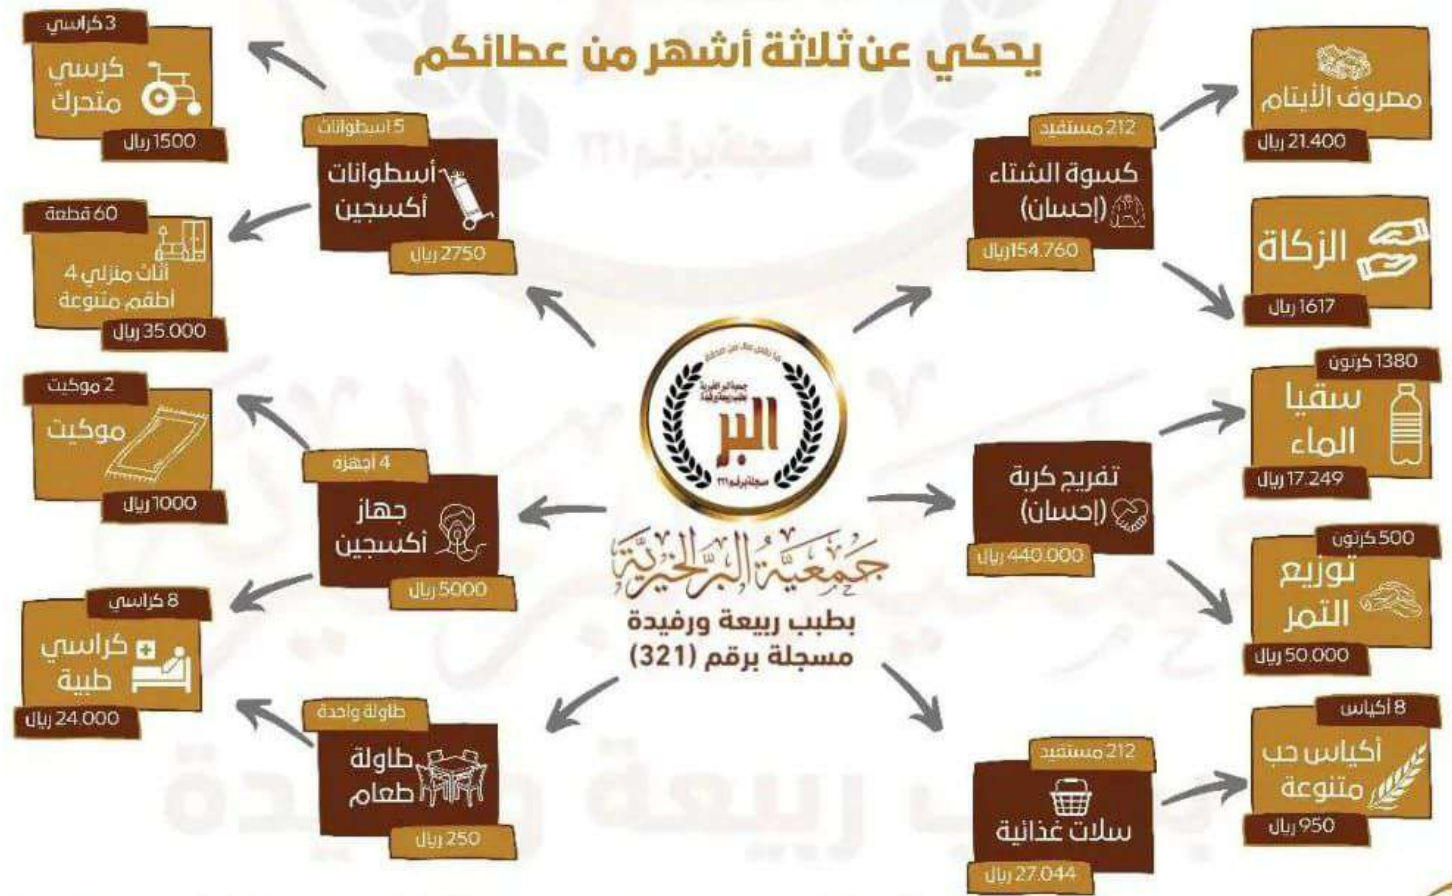 يحكي عن ثلاثة أشهر من عطائكم
مصروف الأيتام
21.400 ريال
212 مستفيد
كسوة الشتاء
(إحسان)
154.760 ريال
الزكاة
1617 ريال
1380 كرتون
سقيا
الماء
17.249 ريال
تفريج كربة
(إحسان)
440.000 ريال
500 كرتون
توزيع
التمر
50.000 ريال
8 أكياس
أكياس حب
متنوعة
950 ريال
212 مستفيد
سلات غذائية
27.044 ريال
البر
جمعية البر الخيرية
بطبب ربيعة ورفيدة
مسجلة برقم (321)
5 اسطوانات
أسطوانات
أكسجين
2750 ريال
3 كراسي
كرسي
متحرك
1500 ريال
60 قطعة
أثاث منزلي 4
أطقم متنوعة
35.000 ريال
2 موكيت
موكيت
1000 ريال
4 أجهزة
جهاز
أكسجين
5000 ريال
8 كراسي
كراسي
طبية
24.000 ريال
طاولة واحدة
طاولة
طعام
250 ريال